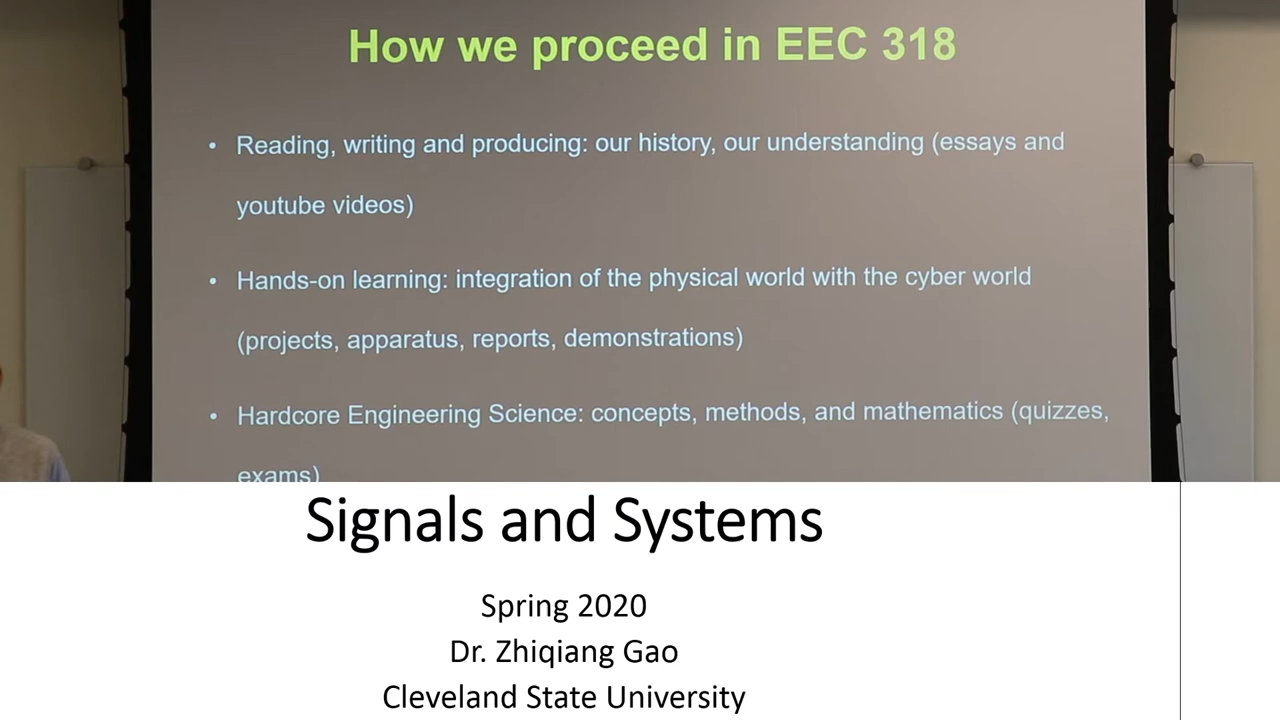 How we proceed in EEC 318
• Reading, writing and producing: our history, our understanding (essays and
youtube videos)
• Hands-on learning: integration of the physical world with the cyber world
(projects, apparatus, reports, demonstrations)
• Hardcore Engineering Science: concepts, methods, and mathematics (quizzes,
exams)
Signals and Systems
Spring 2020
Dr. Zhiqiang Gao
Cleveland State University